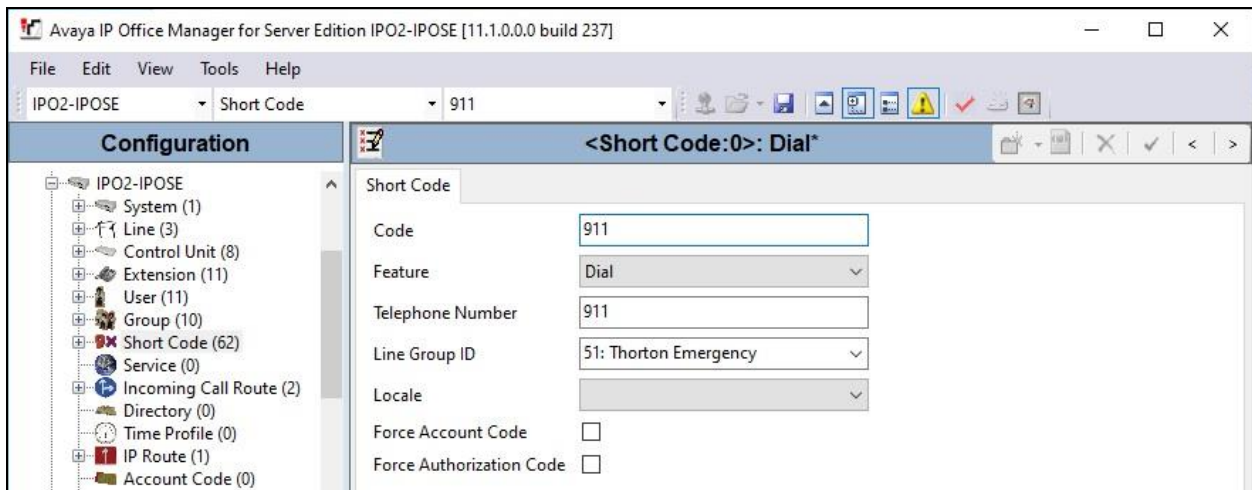 Avaya IP Office Manager for Server Edition IPO2-IPOSE [11.1.0.0.0 build 237]
File Edit View Tools Help
IPO2-IPOSE Short Code 911
Configuration
IPO2-IPOSE
System (1)
Line (3)
Control Unit (8)
Extension (11)
User (11)
Group (10)
Short Code (62)
Service (0)
Incoming Call Route (2)
Directory (0)
Time Profile (0)
IP Route (1)
Account Code (0)
<Short Code:0>: Dial*
Short Code
Code 911
Feature Dial
Telephone Number 911
Line Group ID 51: Thorton Emergency
Locale
Force Account Code
Force Authorization Code